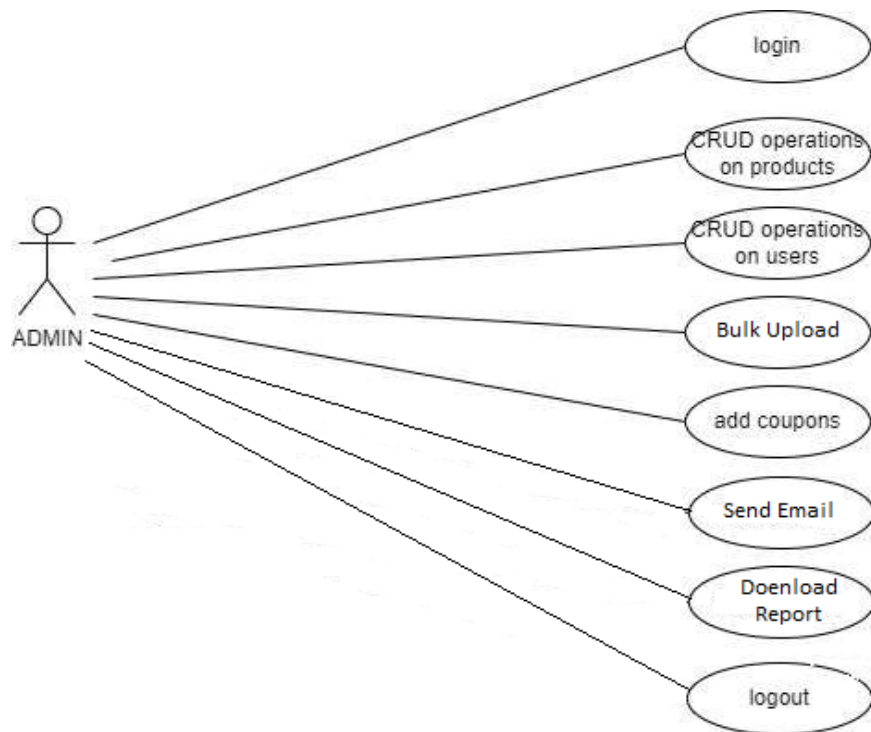 login
CRUD operations
on products
CRUD operations
on users
ADMIN
Bulk Upload
add coupons
Send Email
Doenload
Report
logout